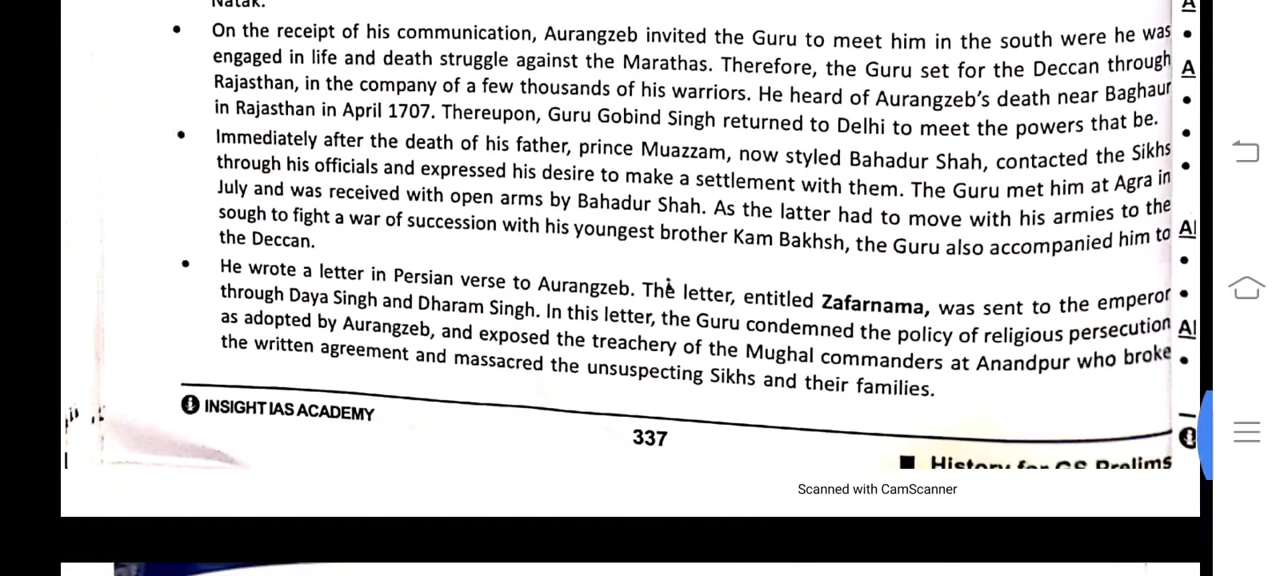 Natak.
• On the receipt of his communication, Aurangzeb invited the Guru to meet him in the south were he was
engaged in life and death struggle against the Marathas. Therefore, the Guru set for the Deccan through
Rajasthan, in the company of a few thousands of his warriors. He heard of Aurangzeb's death near Baghaur
in Rajasthan in April 1707. Thereupon, Guru Gobind Singh returned to Delhi to meet the powers that be.
• Immediately after the death of his father, prince Muazzam, now styled Bahadur Shah, contacted the Sikhs
through his officials and expressed his desire to make a settlement with them. The Guru met him at Agra in
July and was received with open arms by Bahadur Shah. As the latter had to move with his armies to the
sough to fight a war of succession with his youngest brother Kam Bakhsh, the Guru also accompanied him to
the Deccan.
• He wrote a letter in Persian verse to Aurangzeb. The letter, entitled Zafarnama, was sent to the emperor
through Daya Singh and Dharam Singh. In this letter, the Guru condemned the policy of religious persecution
as adopted by Aurangzeb, and exposed the treachery of the Mughal commanders at Anandpur who broke
the written agreement and massacred the unsuspecting Sikhs and their families.
INSIGHT IAS ACADEMY
337
History for GS Prelims
Scanned with CamScanner